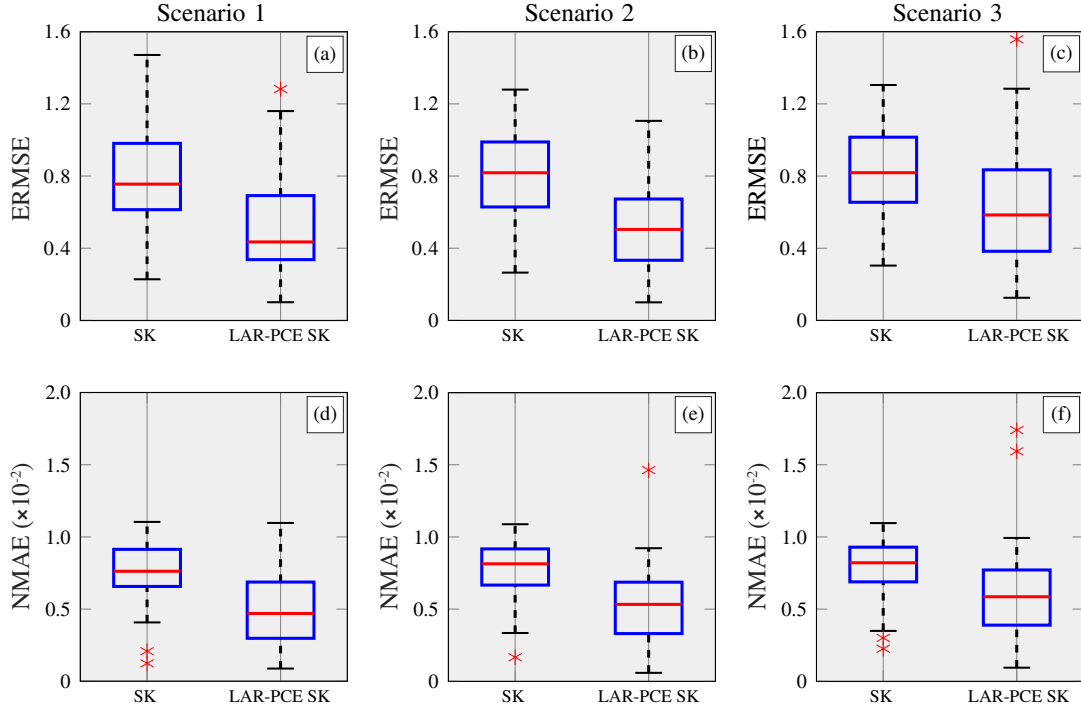 Scenario 1 Scenario 2 Scenario 3
(a) (b) (c)
ERMSE ERMSE ERMSE
1.6 1.6 1.6
1.2 1.2 1.2
0.8 0.8 0.8
0.4 0.4 0.4
0 0 0
SK LAR-PCE SK SK LAR-PCE SK SK LAR-PCE SK
(d) (e) (f)
NMAE (×10-2) NMAE (×10-2) NMAE (×10-2)
2.0 2.0 2.0
1.5 1.5 1.5
1.0 1.0 1.0
0.5 0.5 0.5
0 0 0
SK LAR-PCE SK SK LAR-PCE SK SK LAR-PCE SK